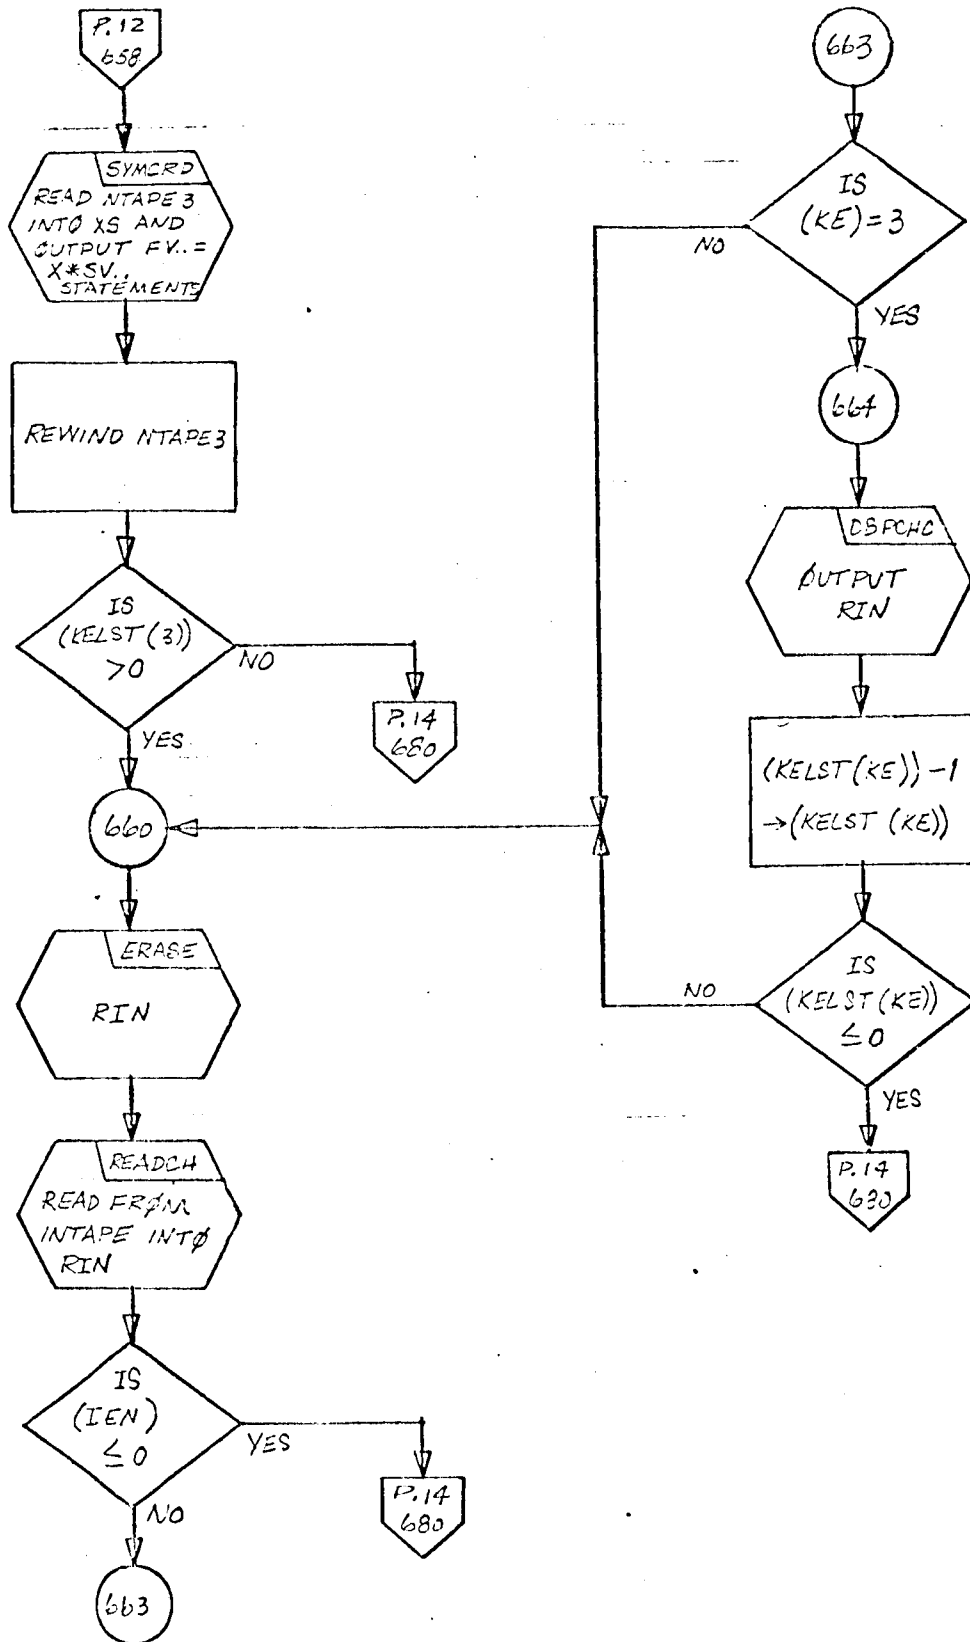 P.12
658
SYMCRD
READ NTAPE 3
INTØ XS AND
ØUTPUT FV..=
X*SV..
STATEMENTS
REWIND NTAPE3
IS
(KELST(3))
>0
NO
YES
P.14
680
660
ERASE
RIN
READCH
READ FRØM
INTAPE INTØ
RIN
IS
(IEN)
≤0
YES
NO
P.14
680
663
663
IS
(KE)=3
NO
YES
664
ØUTPUT
RIN
(KELST(KE))-1
→(KELST (KE))
IS
(KELST(KE))
≤0
NO
YES
P.14
630